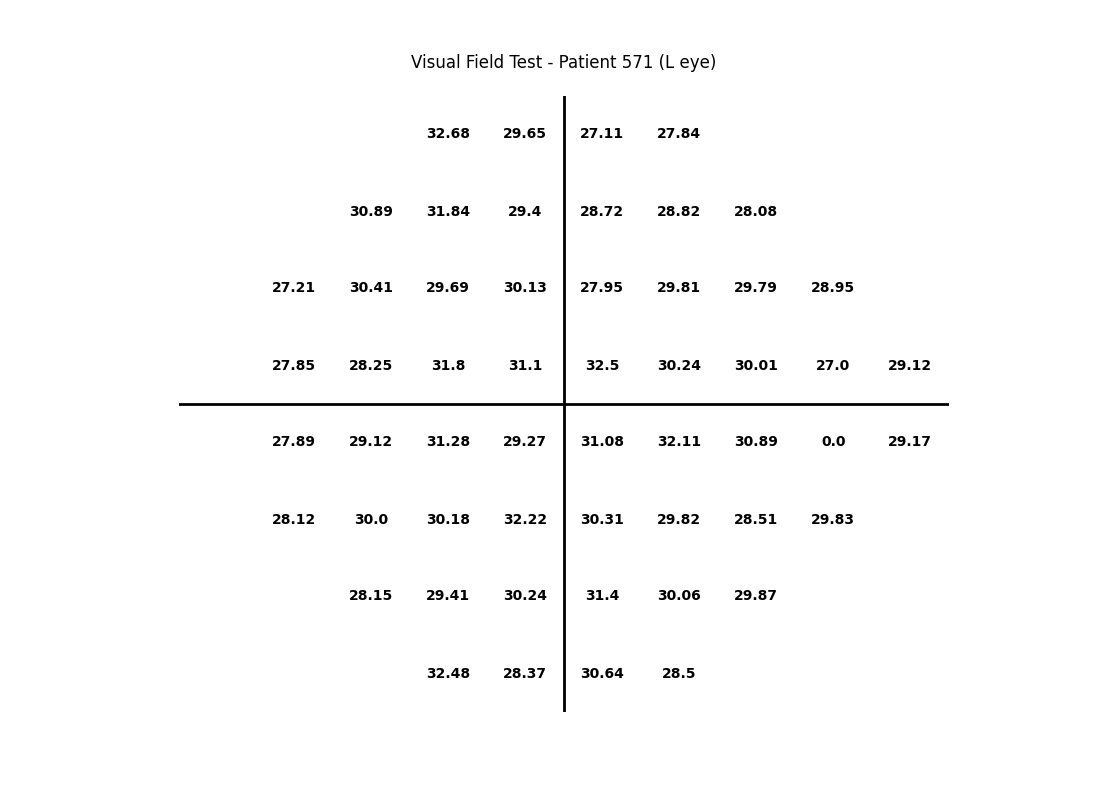 Visual Field Test - Patient 571 (L eye)
32.68 29.65 27.11 27.84
30.89 31.84 29.4 28.72 28.82 28.08
27.21 30.41 29.69 30.13 27.95 29.81 29.79 28.95
27.85 28.25 31.8 31.1 32.5 30.24 30.01 27.0 29.12
27.89 29.12 31.28 29.27 31.08 32.11 30.89 0.0 29.17
28.12 30.0 30.18 32.22 30.31 29.82 28.51 29.83
28.15 29.41 30.24 31.4 30.06 29.87
32.48 28.37 30.64 28.5